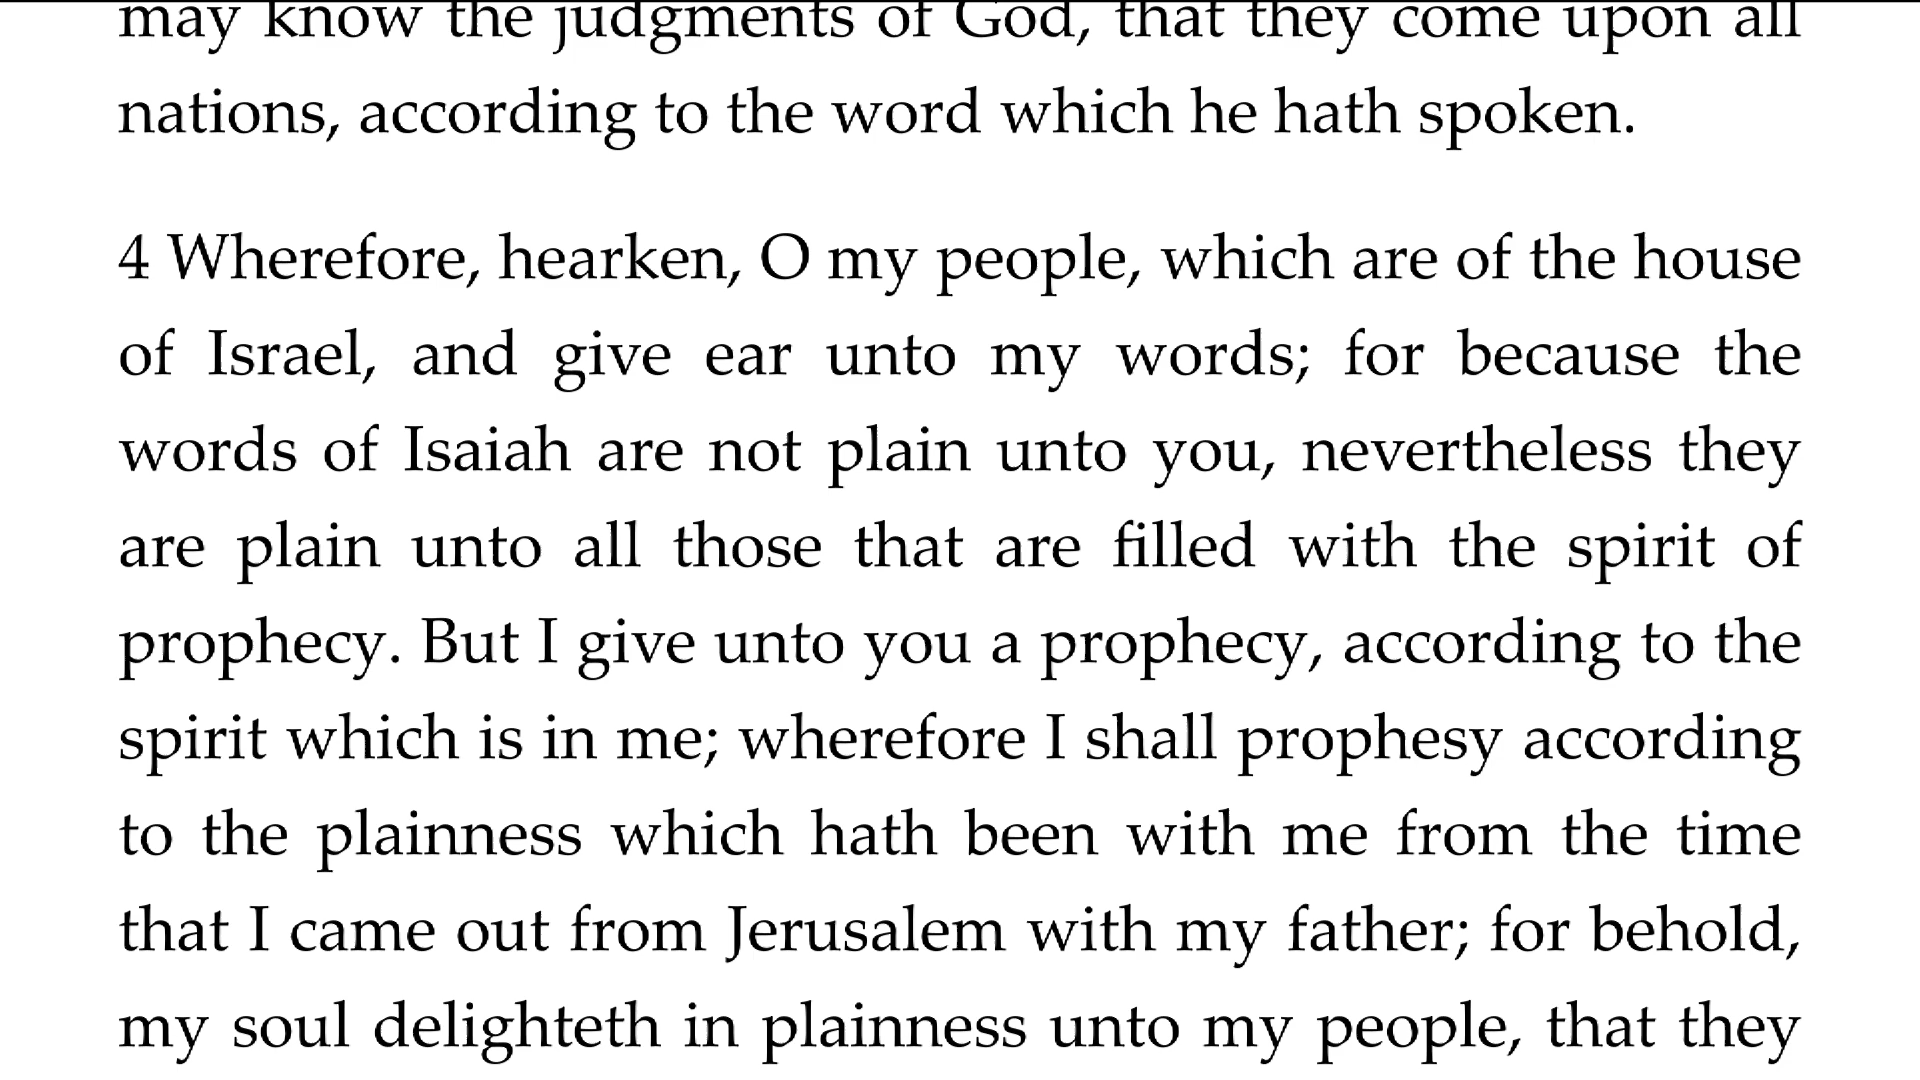 may know the judgments of God, that they come upon all
nations, according to the word which he hath spoken.
4 Wherefore, hearken, O my people, which are of the house
of Israel, and give ear unto my words; for because the
words of Isaiah are not plain unto you, nevertheless they
are plain unto all those that are filled with the spirit of
prophecy. But I give unto you a prophecy, according to the
spirit which is in me; wherefore I shall prophesy according
to the plainness which hath been with me from the time
that I came out from Jerusalem with my father; for behold,
my soul delighteth in plainness unto my people, that they